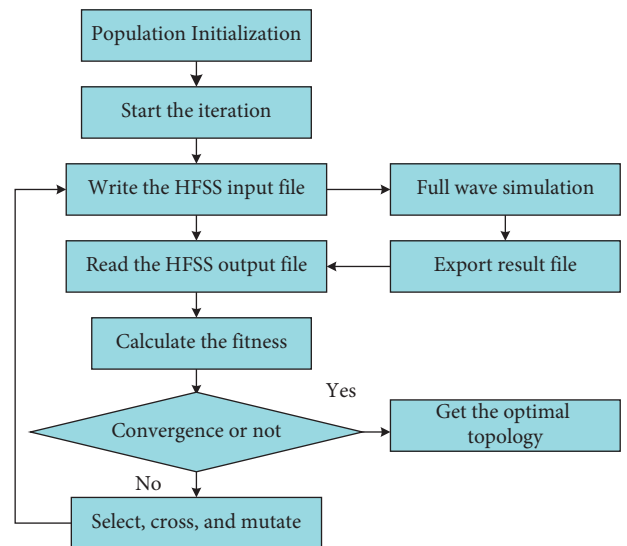 Population Initialization
Start the iteration
Write the HFSS input file
Full wave simulation
Read the HFSS output file
Export result file
Calculate the fitness
Yes
Convergence or not
Get the optimal
topology
No
Select, cross, and mutate